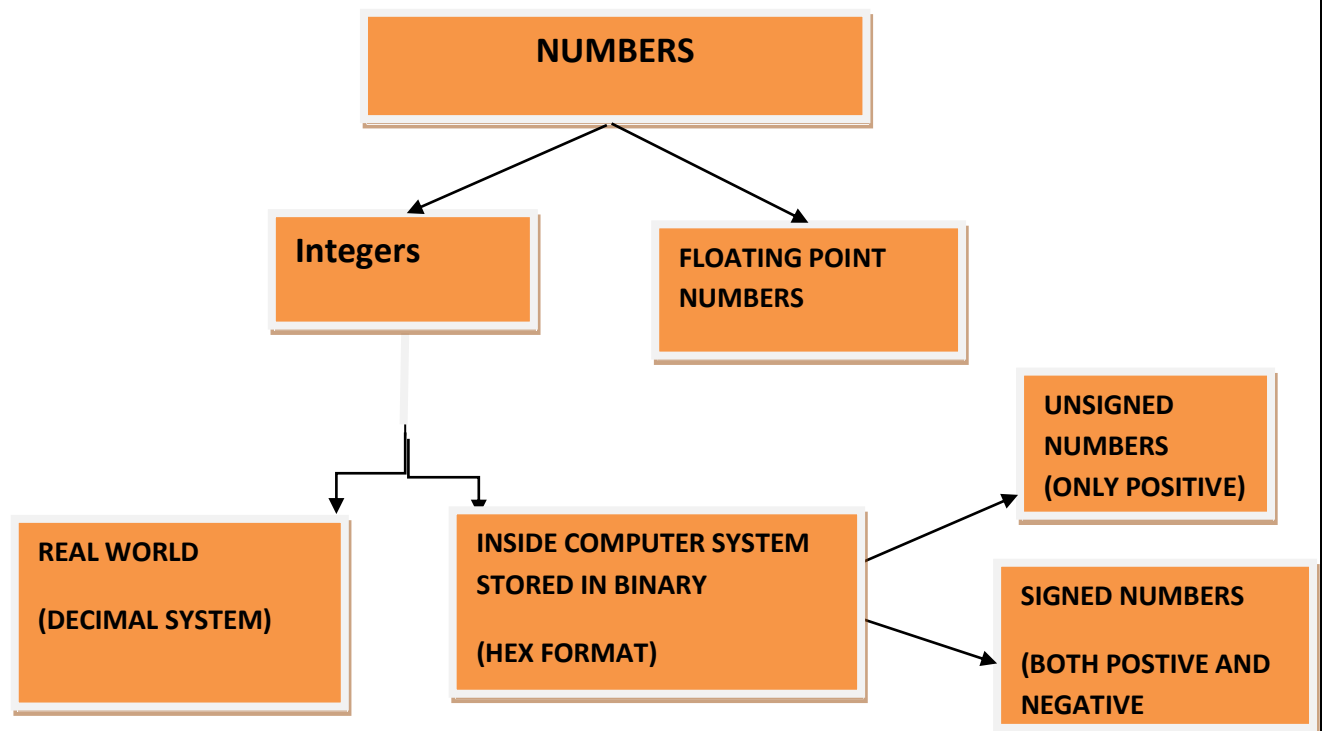 NUMBERS
Integers
FLOATING POINT
NUMBERS
UNSIGNED
NUMBERS
(ONLY POSITIVE)
REAL WORLD
(DECIMAL SYSTEM)
INSIDE COMPUTER SYSTEM
STORED IN BINARY
(HEX FORMAT)
SIGNED NUMBERS
(BOTH POSTIVE AND
NEGATIVE